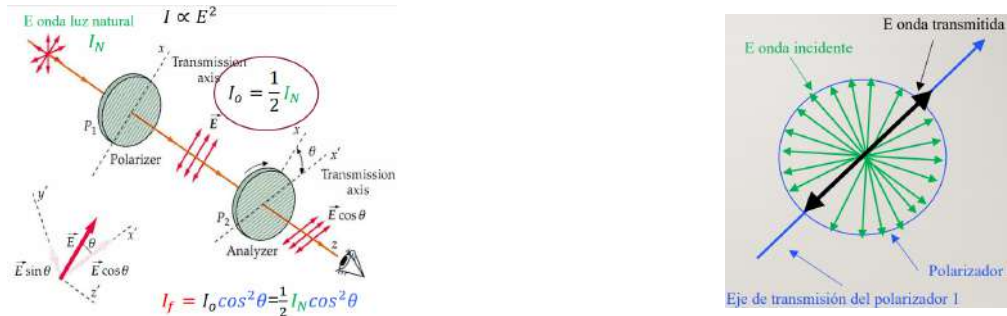 E onda luz natural
I_N
I ∝ E²
x
Transmission
axis
I_o = 1/2 I_N
P₁
Polarizer
E⃗
x
θ
x'
Transmission
axis
P₂
Analyzer
E⃗ cos θ
z
y
E⃗
θ
x'
E⃗ sin θ
E⃗ cos θ
z
I_f = I_o cos²θ = 1/2 I_N cos²θ
E onda transmitida
E onda incidente
Polarizador
Eje de transmisión del polarizador 1